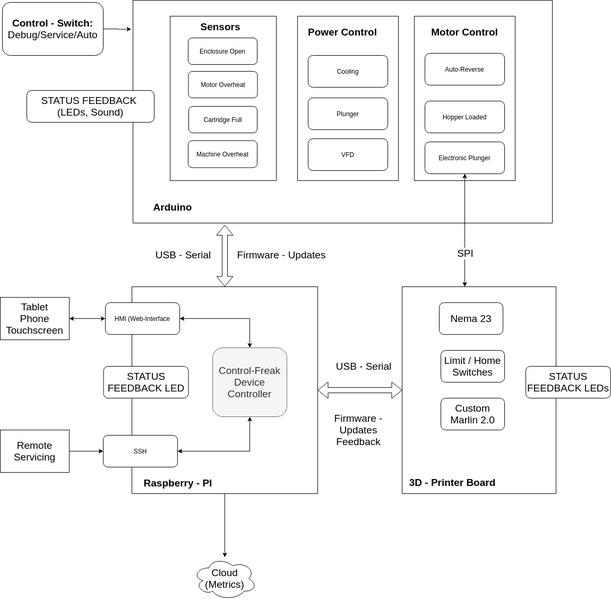 Control - Switch:
Debug/Service/Auto
STATUS FEEDBACK
(LEDs, Sound)
Sensors
Enclosure Open
Motor Overheat
Cartridge Full
Machine Overheat
Power Control
Cooling
Plunger
VFD
Motor Control
Auto-Reverse
Hopper Loaded
Electronic Plunger
Arduino
USB - Serial
Firmware - Updates
SPI
Tablet
Phone
Touchscreen
HMI (Web-Interface
STATUS
FEEDBACK LED
Control-Freak
Device
Controller
Remote
Servicing
SSH
Raspberry - PI
USB - Serial
Firmware -
Updates
Feedback
Nema 23
Limit / Home
Switches
Custom
Marlin 2.0
STATUS
FEEDBACK LEDs
3D - Printer Board
Cloud
(Metrics)